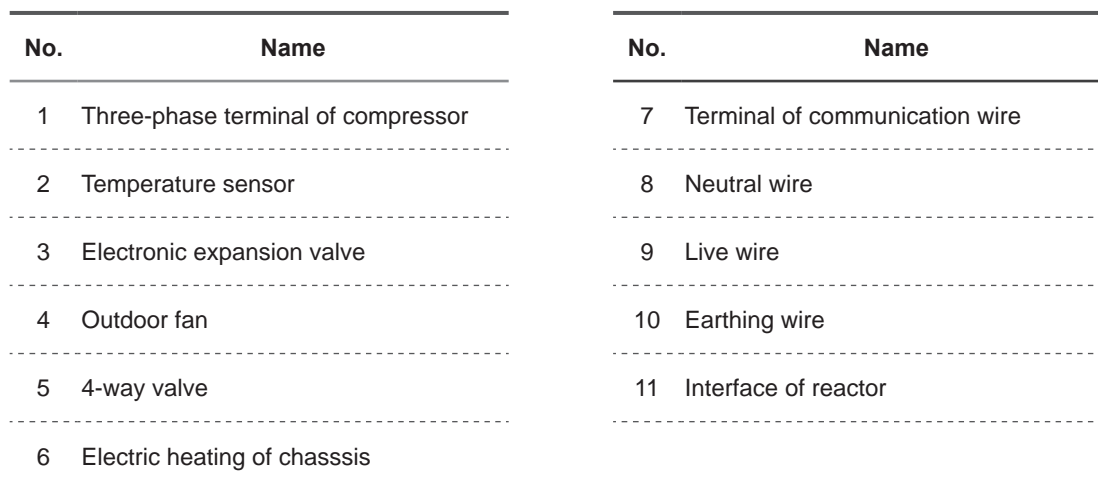 No. Name
1 Three-phase terminal of compressor
2 Temperature sensor
3 Electronic expansion valve
4 Outdoor fan
5 4-way valve
6 Electric heating of chasssis
No. Name
7 Terminal of communication wire
8 Neutral wire
9 Live wire
10 Earthing wire
11 Interface of reactor